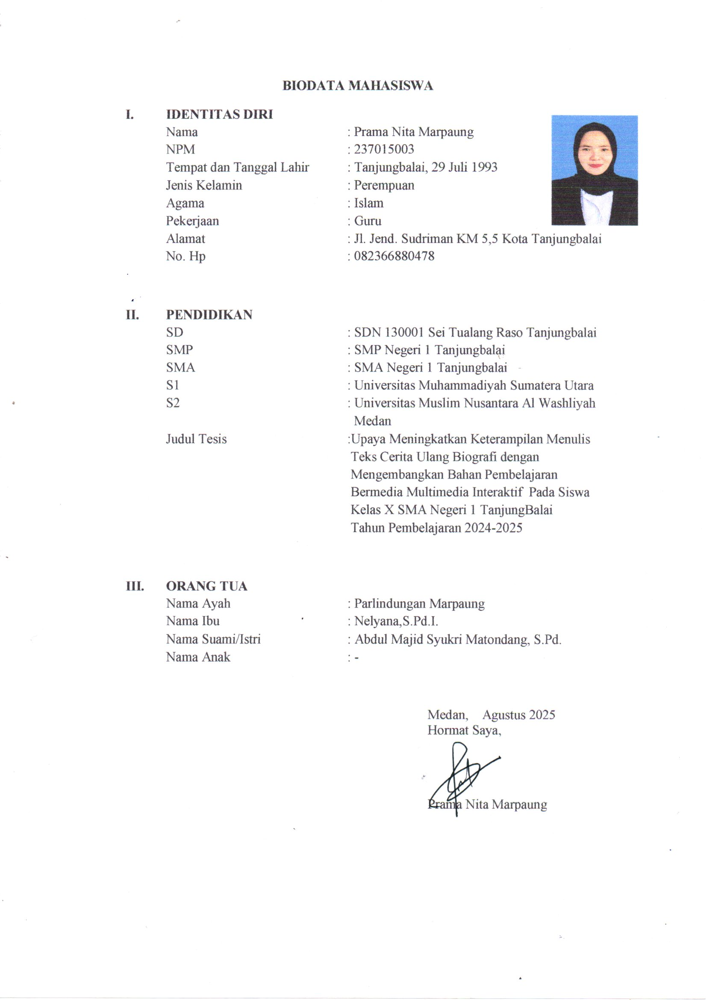 BIODATA MAHASISWA
I. IDENTITAS DIRI
Nama : Prama Nita Marpaung
NPM : 237015003
Tempat dan Tanggal Lahir : Tanjungbalai, 29 Juli 1993
Jenis Kelamin : Perempuan
Agama : Islam
Pekerjaan : Guru
Alamat : Jl. Jend. Sudriman KM 5,5 Kota Tanjungbalai
No. Hp : 082366880478
II. PENDIDIKAN
SD : SDN 130001 Sei Tualang Raso Tanjungbalai
SMP : SMP Negeri 1 Tanjungbalai
SMA : SMA Negeri 1 Tanjungbalai
S1 : Universitas Muhammadiyah Sumatera Utara
S2 : Universitas Muslim Nusantara Al Washliyah
Medan
Judul Tesis :Upaya Meningkatkan Keterampilan Menulis
Teks Cerita Ulang Biografi dengan
Mengembangkan Bahan Pembelajaran
Bermedia Multimedia Interaktif Pada Siswa
Kelas X SMA Negeri 1 TanjungBalai
Tahun Pembelajaran 2024-2025
III. ORANG TUA
Nama Ayah : Parlindungan Marpaung
Nama Ibu : Nelyana,S.Pd.I.
Nama Suami/Istri : Abdul Majid Syukri Matondang, S.Pd.
Nama Anak : -
Medan, Agustus 2025
Hormat Saya,
Prama Nita Marpaung